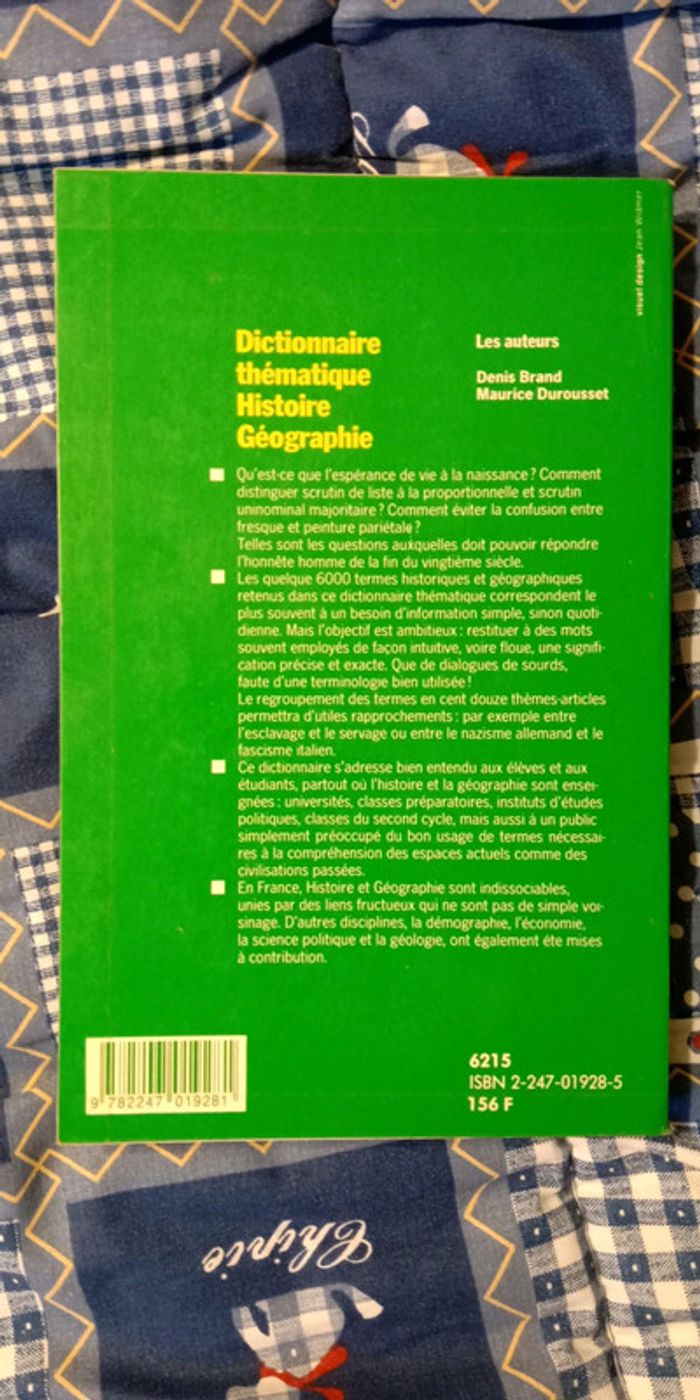 visuel design Jean Widmer
Dictionnaire
thématique
Histoire
Géographie
Les auteurs
Denis Brand
Maurice Durousset
Qu'est-ce que l'espérance de vie à la naissance ? Comment
distinguer scrutin de liste à la proportionnelle et scrutin
uninominal majoritaire ? Comment éviter la confusion entre
fresque et peinture pariétale ?
Telles sont les questions auxquelles doit pouvoir répondre
l'honnête homme de la fin du vingtième siècle.
Les quelque 6000 termes historiques et géographiques
retenus dans ce dictionnaire thématique correspondent le
plus souvent à un besoin d'information simple, sinon quoti-
dienne. Mais l'objectif est ambitieux : restituer à des mots
souvent employés de façon intuitive, voire floue, une signifi-
cation précise et exacte. Que de dialogues de sourds,
faute d'une terminologie bien utilisée !
Le regroupement des termes en cent douze thèmes-articles
permettra d'utiles rapprochements : par exemple entre
l'esclavage et le servage ou entre le nazisme allemand et le
fascisme italien.
Ce dictionnaire s'adresse bien entendu aux élèves et aux
étudiants, partout où l'histoire et la géographie sont ensei-
gnées : universités, classes préparatoires, instituts d'études
politiques, classes du second cycle, mais aussi à un public
simplement préoccupé du bon usage de termes nécessai-
res à la compréhension des espaces actuels comme des
civilisations passées.
En France, Histoire et Géographie sont indissociables,
unies par des liens fructueux qui ne sont pas de simple voi-
sinage. D'autres disciplines, la démographie, l'économie,
la science politique et la géologie, ont également éte mises
à contribution.
9 782247 019281
6215
ISBN 2-247-01928-5
156 F
Chipie